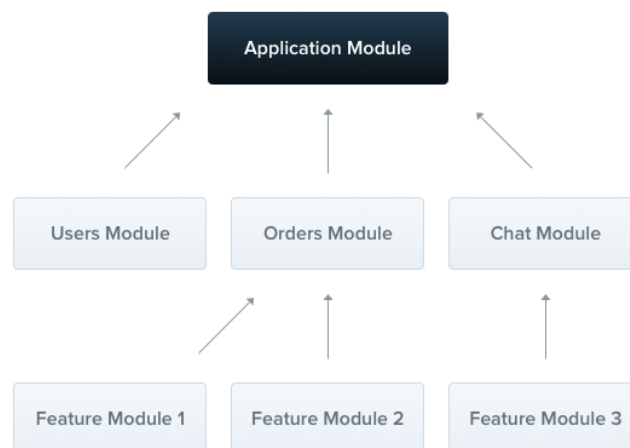 Application Module
Users Module
Orders Module
Chat Module
Feature Module 1
Feature Module 2
Feature Module 3